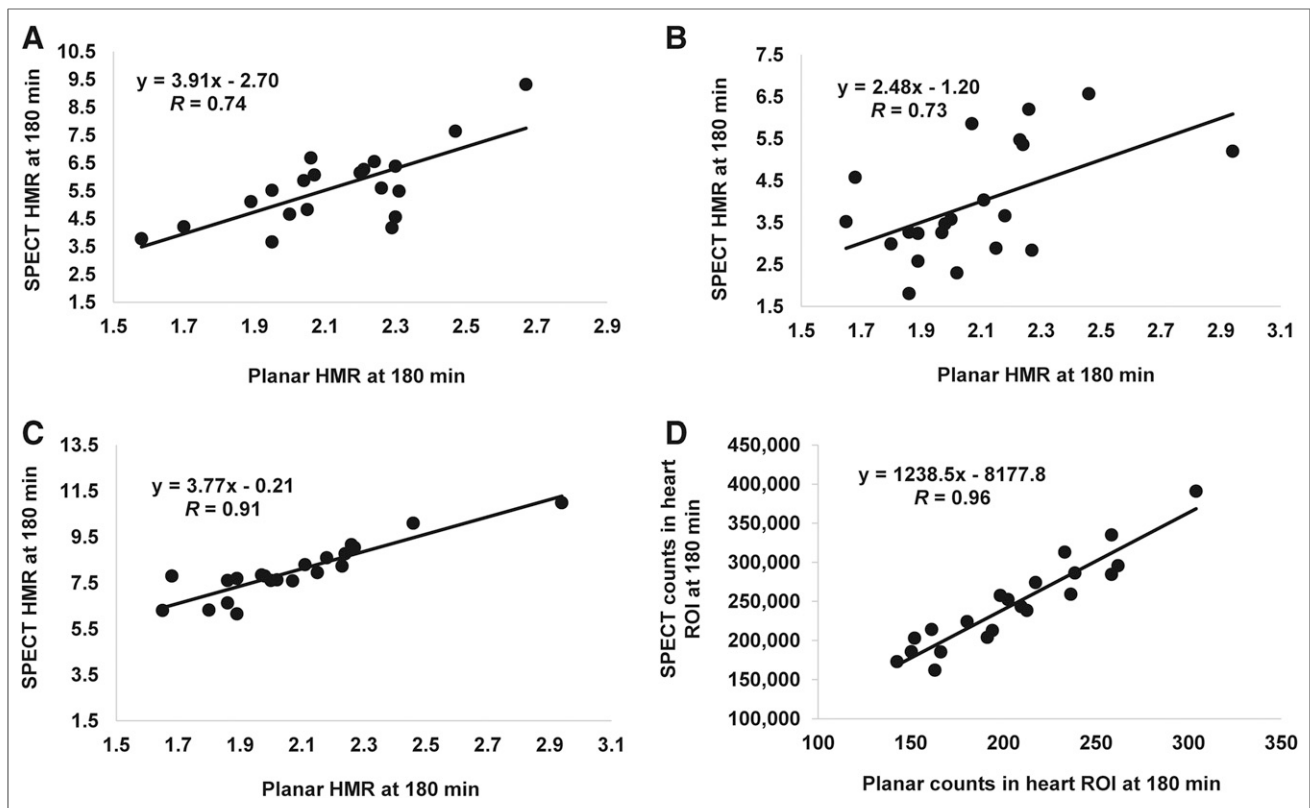 A
y = 3.91x - 2.70
R = 0.74
SPECT HMR at 180 min
10.5
9.5
8.5
7.5
6.5
5.5
4.5
3.5
2.5
1.5
1.5 1.7 1.9 2.1 2.3 2.5 2.7 2.9
Planar HMR at 180 min
B
y = 2.48x - 1.20
R = 0.73
SPECT HMR at 180 min
7.5
6.5
5.5
4.5
3.5
2.5
1.5
1.5 1.7 1.9 2.1 2.3 2.5 2.7 2.9 3.1
Planar HMR at 180 min
C
y = 3.77x - 0.21
R = 0.91
SPECT HMR at 180 min
13.5
11.5
9.5
7.5
5.5
3.5
1.5
1.5 1.7 1.9 2.1 2.3 2.5 2.7 2.9 3.1
Planar HMR at 180 min
D
y = 1238.5x - 8177.8
R = 0.96
SPECT counts in heart
ROI at 180 min
450,000
400,000
350,000
300,000
250,000
200,000
150,000
100,000
100 150 200 250 300 350
Planar counts in heart ROI at 180 min